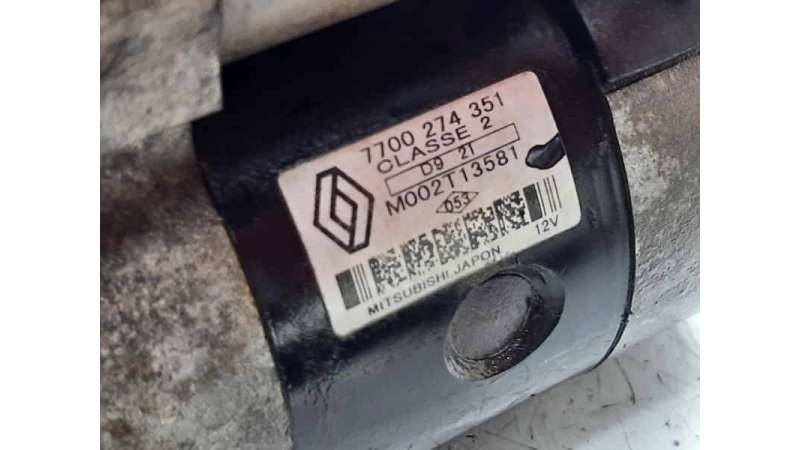 7700 274 351
CLASSE 2
D9 21
M002T13581
053
12V
MITSUBISHI JAPON